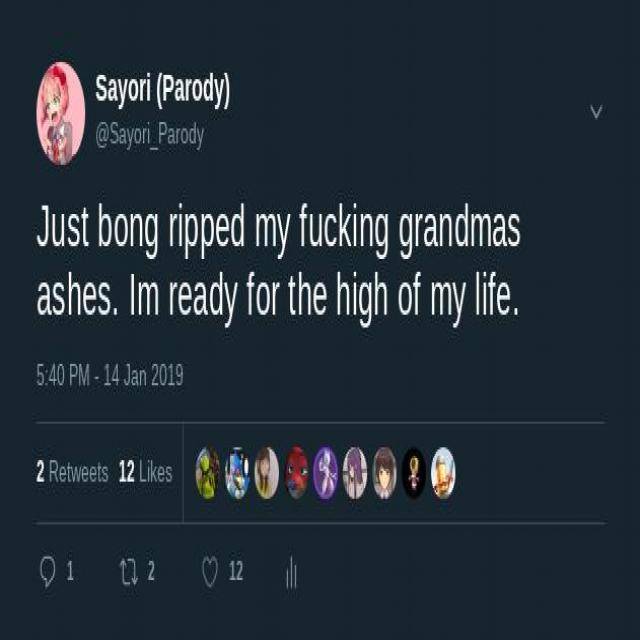 Sayori (Parody)
@Sayori_Parody
Just bong ripped my fucking grandmas
ashes. Im ready for the high of my life.
5:40 PM - 14 Jan 2019
2 Retweets 12 Likes
1 2 12